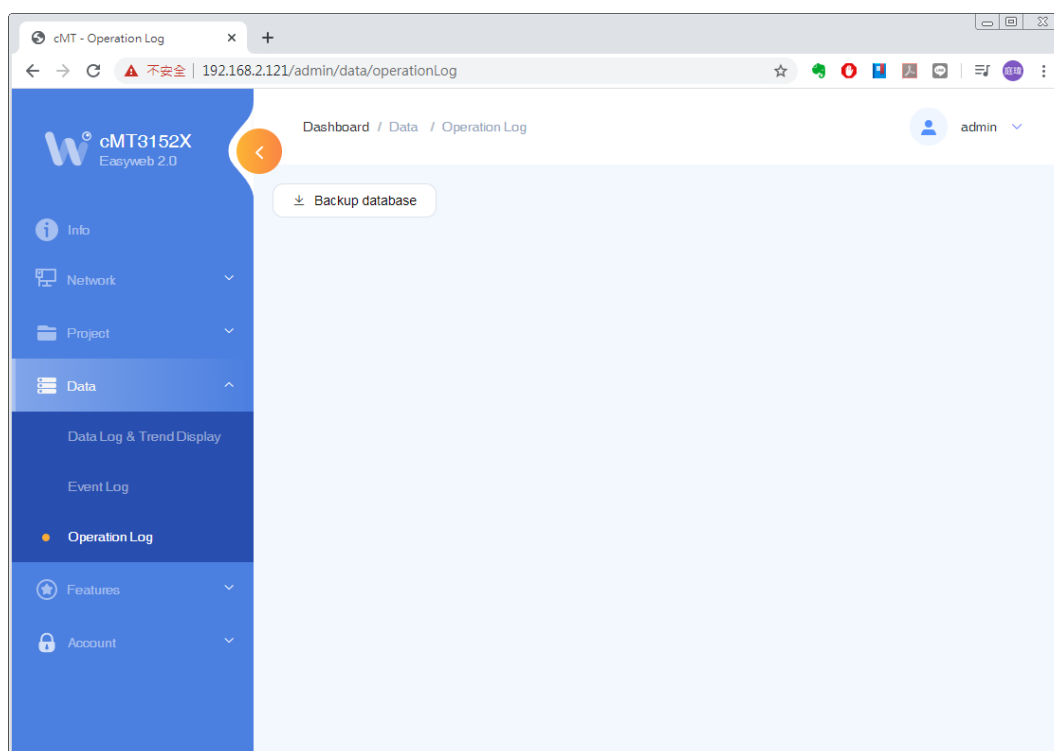 cMT - Operation Log
不安全 | 192.168.2.121/admin/data/operationLog
庭瑋
cMT3152X
Easyweb 2.0
Dashboard / Data / Operation Log
admin
Backup database
Info
Network
Project
Data
Data Log & Trend Display
Event Log
Operation Log
Features
Account